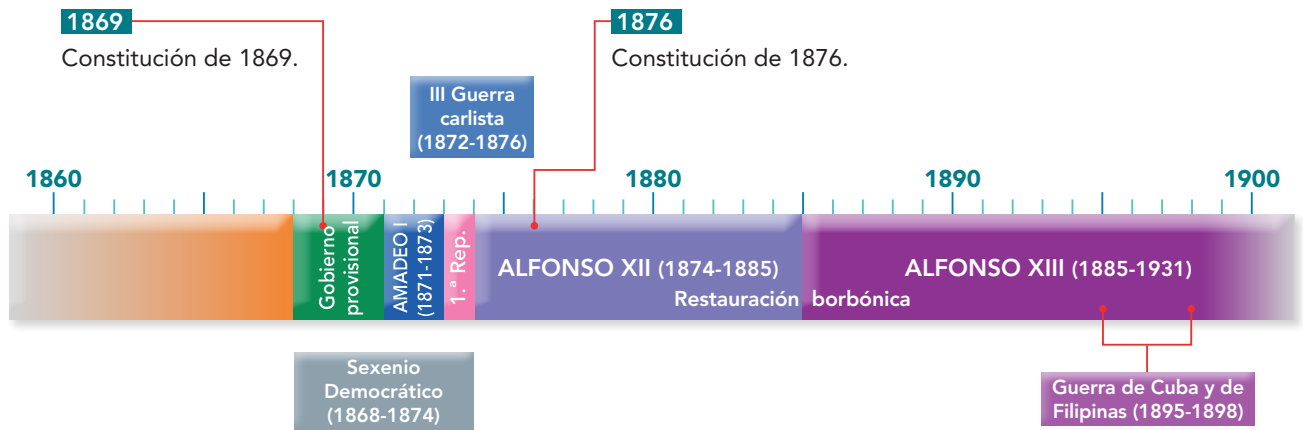 1869
Constitución de 1869.
1876
Constitución de 1876.
III Guerra
carlista
(1872-1876)
1860
1870
1880
1890
1900
Gobierno
provisional
AMADEO I
(1871-1873)
1.ª Rep.
ALFONSO XII (1874-1885)
ALFONSO XIII (1885-1931)
Restauración borbónica
Sexenio
Democrático
(1868-1874)
Guerra de Cuba y de
Filipinas (1895-1898)